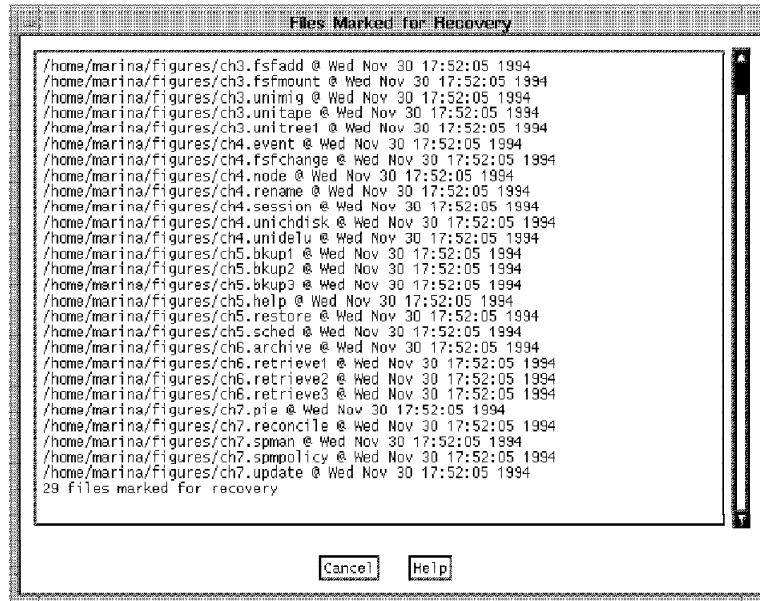 Files Marked for Recovery
/home/marina/figures/ch3.fsfadd @ Wed Nov 30 17:52:05 1994
/home/marina/figures/ch3.fsfmount @ Wed Nov 30 17:52:05 1994
/home/marina/figures/ch3.unimig @ Wed Nov 30 17:52:05 1994
/home/marina/figures/ch3.unitape @ Wed Nov 30 17:52:05 1994
/home/marina/figures/ch3.unitree1 @ Wed Nov 30 17:52:05 1994
/home/marina/figures/ch4.event @ Wed Nov 30 17:52:05 1994
/home/marina/figures/ch4.fsfchange @ Wed Nov 30 17:52:05 1994
/home/marina/figures/ch4.node @ Wed Nov 30 17:52:05 1994
/home/marina/figures/ch4.rename @ Wed Nov 30 17:52:05 1994
/home/marina/figures/ch4.session @ Wed Nov 30 17:52:05 1994
/home/marina/figures/ch4.unichdisk @ Wed Nov 30 17:52:05 1994
/home/marina/figures/ch4.unidelu @ Wed Nov 30 17:52:05 1994
/home/marina/figures/ch5.bkup1 @ Wed Nov 30 17:52:05 1994
/home/marina/figures/ch5.bkup2 @ Wed Nov 30 17:52:05 1994
/home/marina/figures/ch5.bkup3 @ Wed Nov 30 17:52:05 1994
/home/marina/figures/ch5.help @ Wed Nov 30 17:52:05 1994
/home/marina/figures/ch5.restore @ Wed Nov 30 17:52:05 1994
/home/marina/figures/ch5.sched @ Wed Nov 30 17:52:05 1994
/home/marina/figures/ch6.archive @ Wed Nov 30 17:52:05 1994
/home/marina/figures/ch6.retrieve1 @ Wed Nov 30 17:52:05 1994
/home/marina/figures/ch6.retrieve2 @ Wed Nov 30 17:52:05 1994
/home/marina/figures/ch6.retrieve3 @ Wed Nov 30 17:52:05 1994
/home/marina/figures/ch7.pie @ Wed Nov 30 17:52:05 1994
/home/marina/figures/ch7.reconcile @ Wed Nov 30 17:52:05 1994
/home/marina/figures/ch7.spman @ Wed Nov 30 17:52:05 1994
/home/marina/figures/ch7.spmpolicy @ Wed Nov 30 17:52:05 1994
/home/marina/figures/ch7.update @ Wed Nov 30 17:52:05 1994
29 files marked for recovery
Cancel
Help